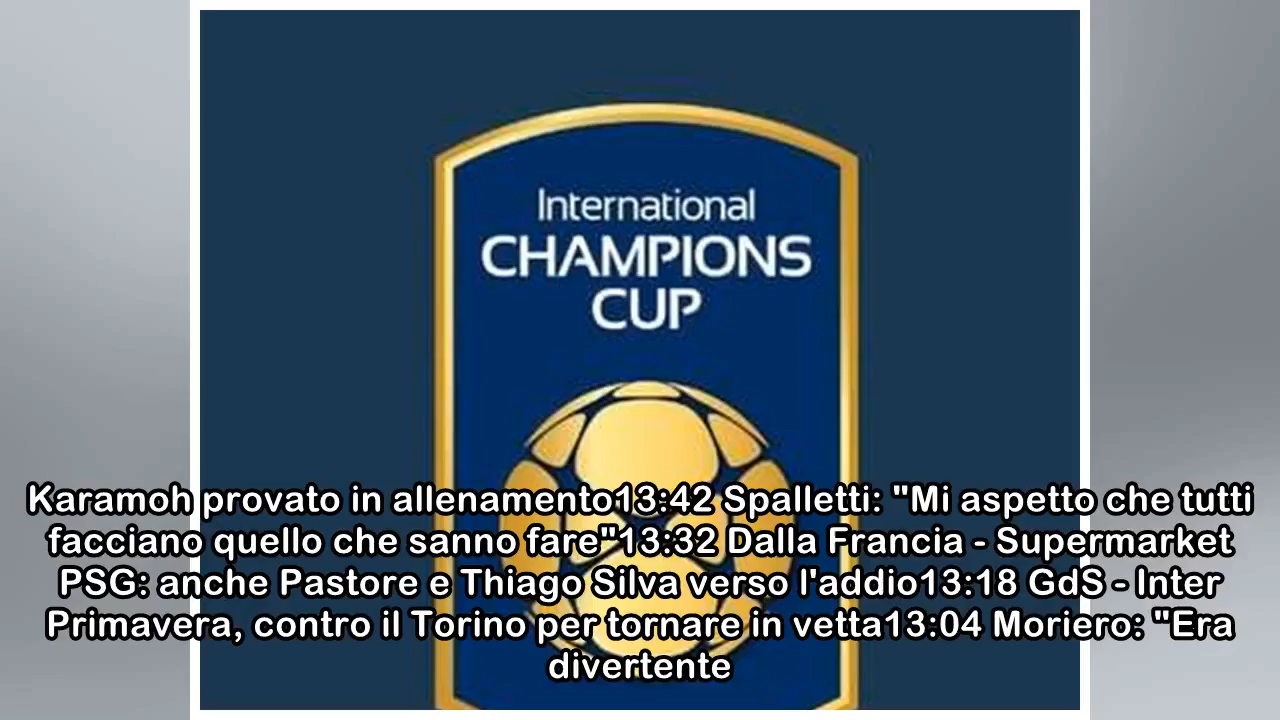 International
CHAMPIONS
CUP
Karamoh provato in allenamento13:42 Spalletti: "Mi aspetto che tutti
facciano quello che sanno fare"13:32 Dalla Francia - Supermarket
PSG: anche Pastore e Thiago Silva verso l'addio13:18 GdS - Inter
Primavera, contro il Torino per tornare in vetta13:04 Moriero: "Era
divertente